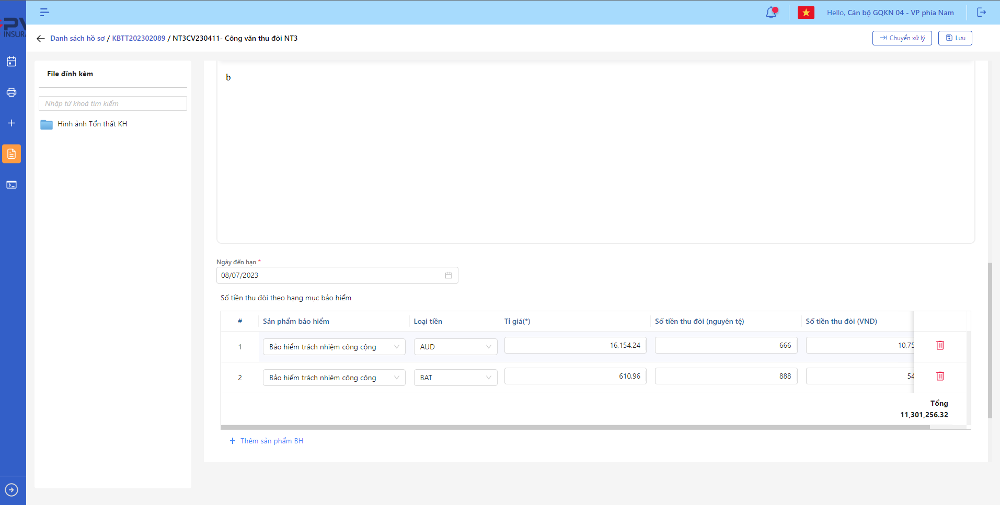 Hello, Cán bộ GQKN 04 - VP phía Nam
INSURA
Danh sách hồ sơ / KBTT202302089 / NT3CV230411- Công văn thu đòi NT3
Chuyển xử lý
Lưu
File đính kèm
Nhập từ khoá tìm kiếm
Hình ảnh Tổn thất KH
b
Ngày đến hạn *
08/07/2023
Số tiền thu đòi theo hạng mục bảo hiểm
# Sản phẩm bảo hiểm Loại tiền Tỉ giá(*) Số tiền thu đòi (nguyên tệ) Số tiền thu đòi (VND)
1 Bảo hiểm trách nhiệm công cộng AUD 16,154.24 666 10,75
2 Bảo hiểm trách nhiệm công cộng BAT 610.96 888 54
Tổng
11,301,256.32
+ Thêm sản phẩm BH